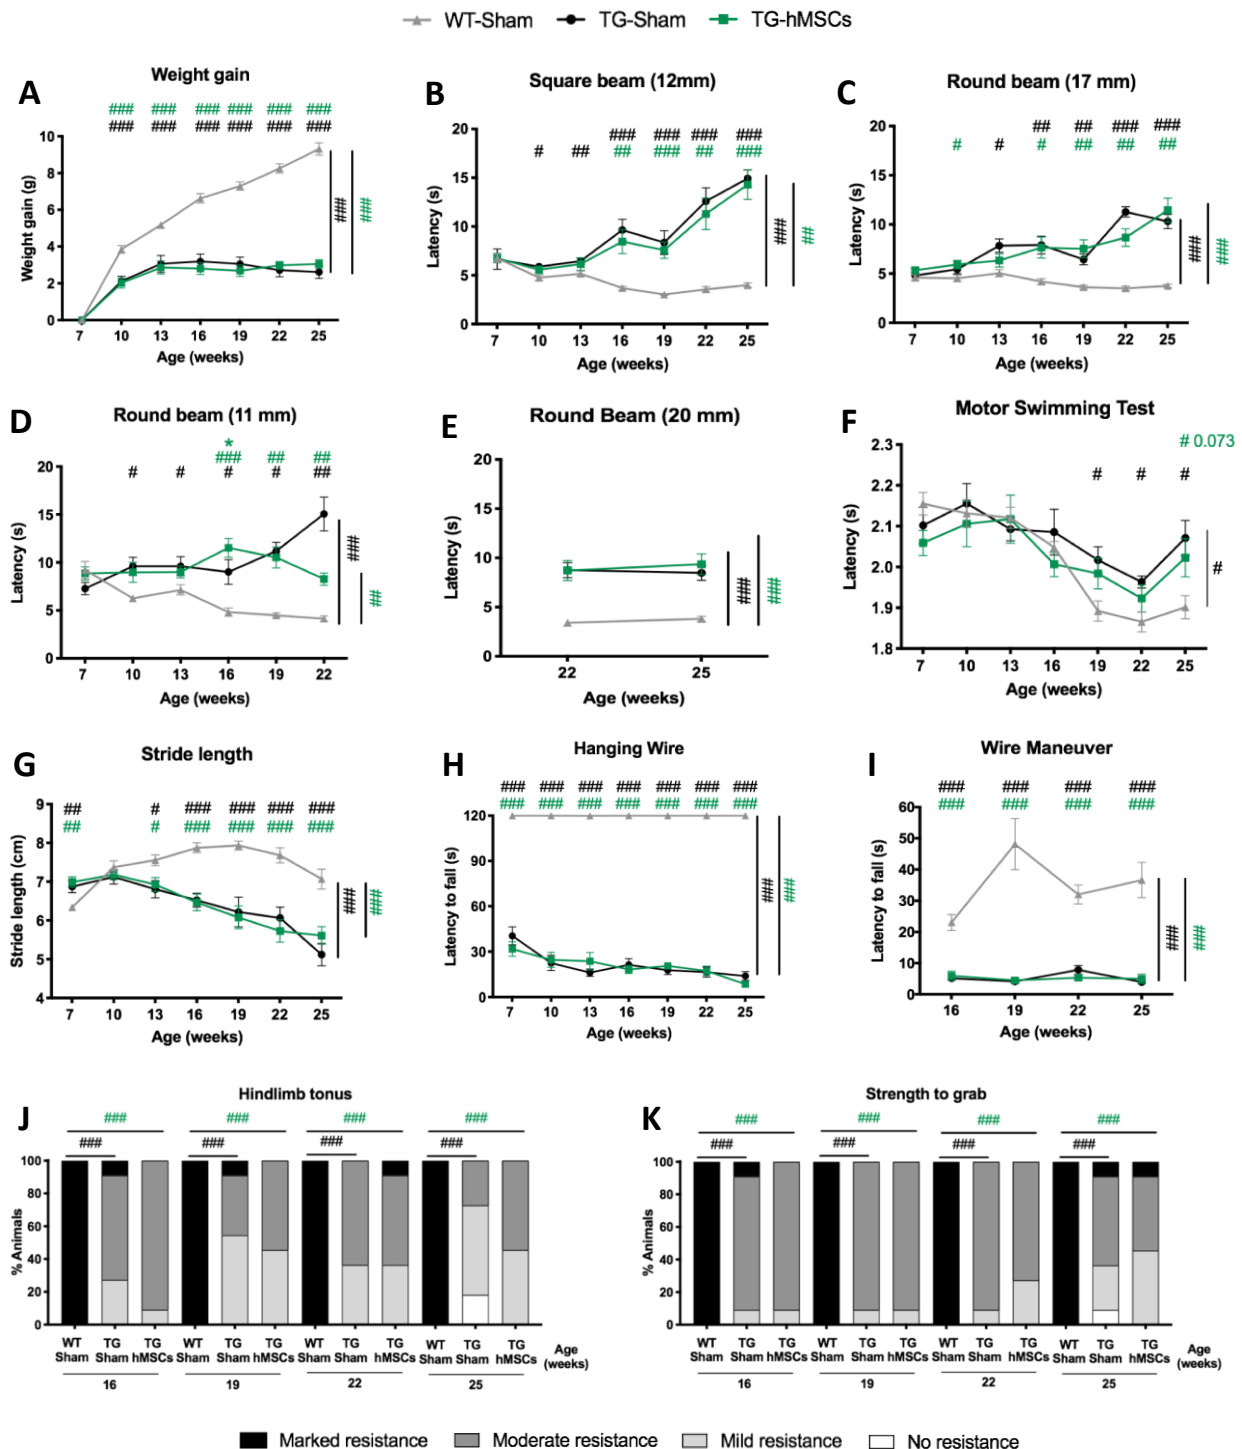 WT-Sham TG-Sham TG-hMSCs
A
Weight gain
### ### ### ### ### ###
### ### ### ### ### ###
Weight gain (g)
10
8
6
4
2
0
7 10 13 16 19 22 25
Age (weeks)
### ###
B
Square beam (12mm)
# ## ### ### ### ###
## ### ## ###
Latency (s)
20
15
10
5
0
7 10 13 16 19 22 25
Age (weeks)
### ##
C
Round beam (17 mm)
## ## ### ###
# # # ## ## ##
Latency (s)
20
15
10
5
0
7 10 13 16 19 22 25
Age (weeks)
### ###
D
Round beam (11 mm)
*
### ## ##
# # # # ##
Latency (s)
20
15
10
5
0
7 10 13 16 19 22
Age (weeks)
### ##
E
Round Beam (20 mm)
Latency (s)
20
15
10
5
0
22 25
Age (weeks)
### ###
F
Motor Swimming Test
# 0.073
# # #
Latency (s)
2.3
2.2
2.1
2.0
1.9
1.8
7 10 13 16 19 22 25
Age (weeks)
#
G
Stride length
## # ### ### ### ###
## # ### ### ### ###
Stride length (cm)
9
8
7
6
5
4
7 10 13 16 19 22 25
Age (weeks)
### ###
H
Hanging Wire
### ### ### ### ### ### ###
### ### ### ### ### ### ###
Latency to fall (s)
120
90
60
30
0
7 10 13 16 19 22 25
Age (weeks)
### ###
I
Wire Maneuver
### ### ### ###
### ### ### ###
Latency to fall (s)
60
50
40
30
20
10
0
16 19 22 25
Age (weeks)
### ###
J
Hindlimb tonus
### ### ### ###
### ### ### ###
% Animals
100
80
60
40
20
0
WT TG TG WT TG TG WT TG TG WT TG TG
Sham Sham hMSCs Sham Sham hMSCs Sham Sham hMSCs Sham Sham hMSCs
Age
(weeks)
16 19 22 25
K
Strength to grab
### ### ### ###
### ### ### ###
% Animals
100
80
60
40
20
0
WT TG TG WT TG TG WT TG TG WT TG TG
Sham Sham hMSCs Sham Sham hMSCs Sham Sham hMSCs Sham Sham hMSCs
Age
(weeks)
16 19 22 25
Marked resistance Moderate resistance Mild resistance No resistance